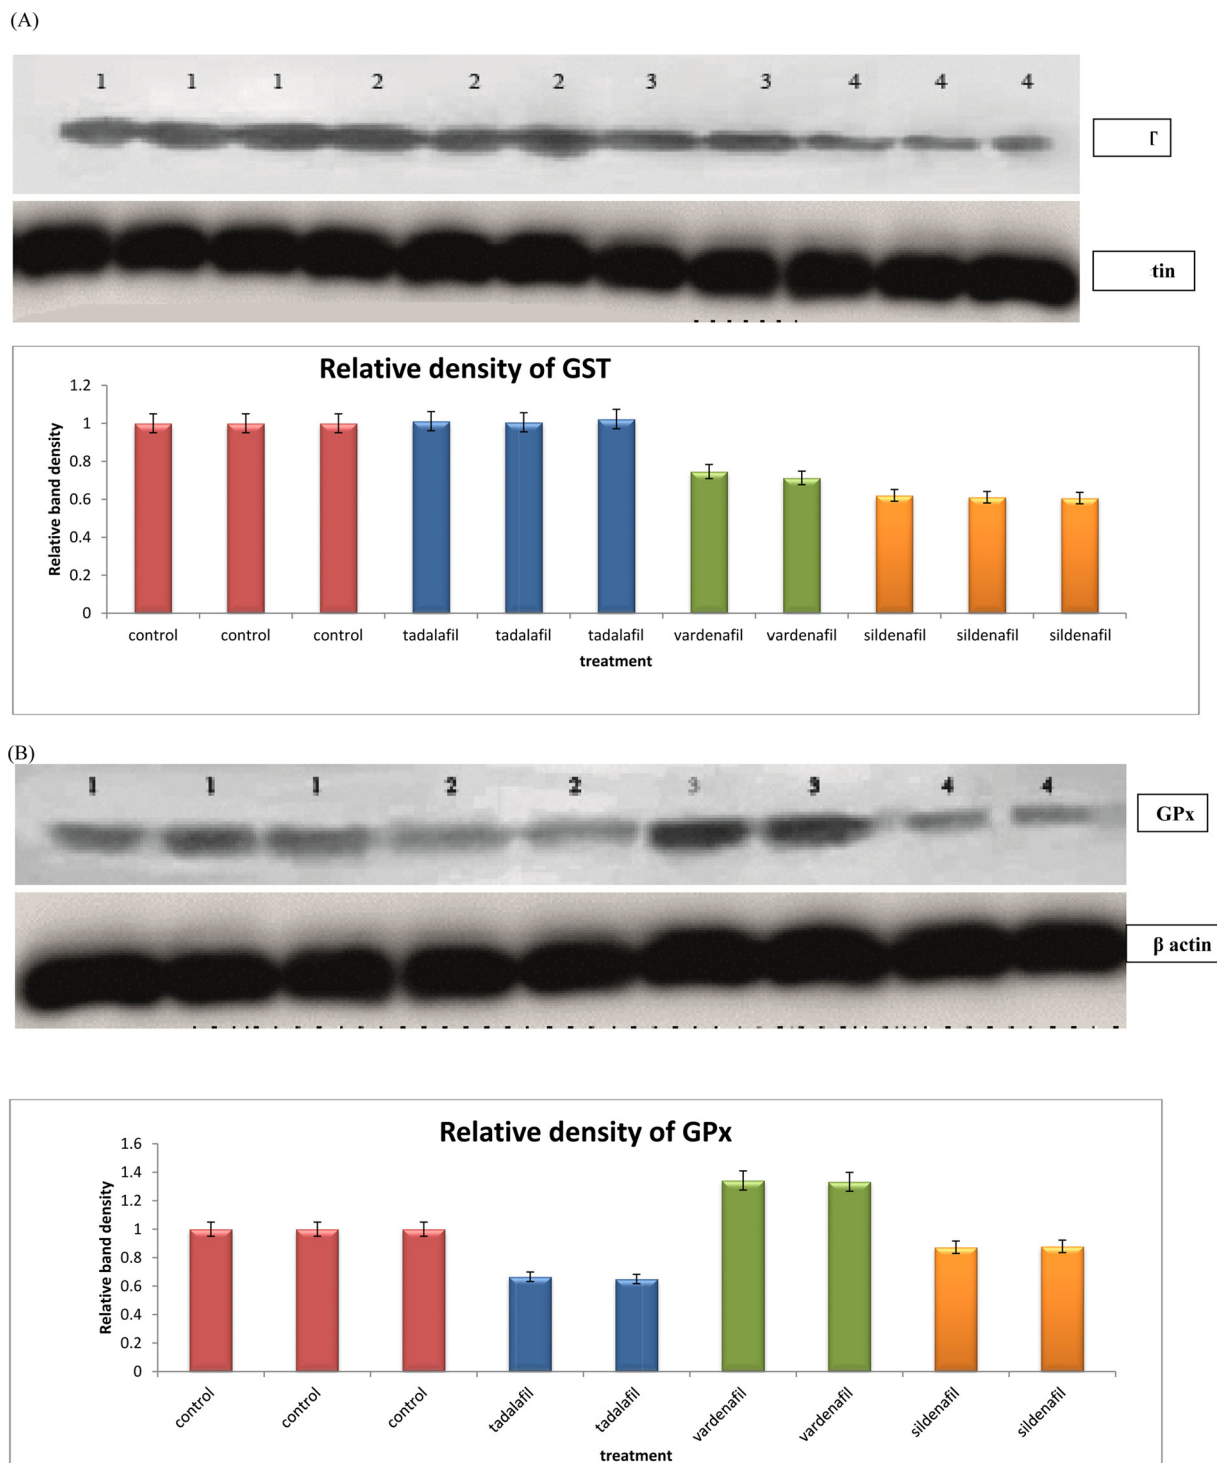 (A)
1 1 1 2 2 2 3 3 4 4 4
tin
Relative density of GST
1.2
1
0.8
0.6
0.4
0.2
0
Relative band density
control control control tadalafil tadalafil tadalafil vardenafil vardenafil sildenafil sildenafil sildenafil
treatment
(B)
1 1 1 2 2 3 3 4 4
GPx
β actin
Relative density of GPx
1.6
1.4
1.2
1
0.8
0.6
0.4
0.2
0
Relative band density
control control control tadalafil tadalafil vardenafil vardenafil sildenafil sildenafil
treatment